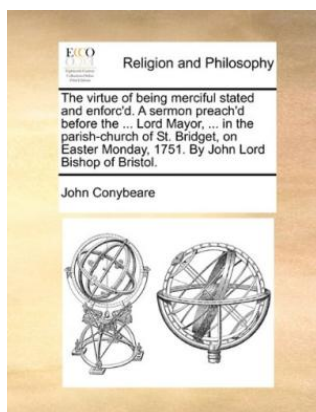 ECCO
Religion and Philosophy
The virtue of being merciful stated
and enforc'd. A sermon preach'd
before the ... Lord Mayor, ... in the
parish-church of St. Bridget, on
Easter Monday, 1751. By John Lord
Bishop of Bristol.
John Conybeare